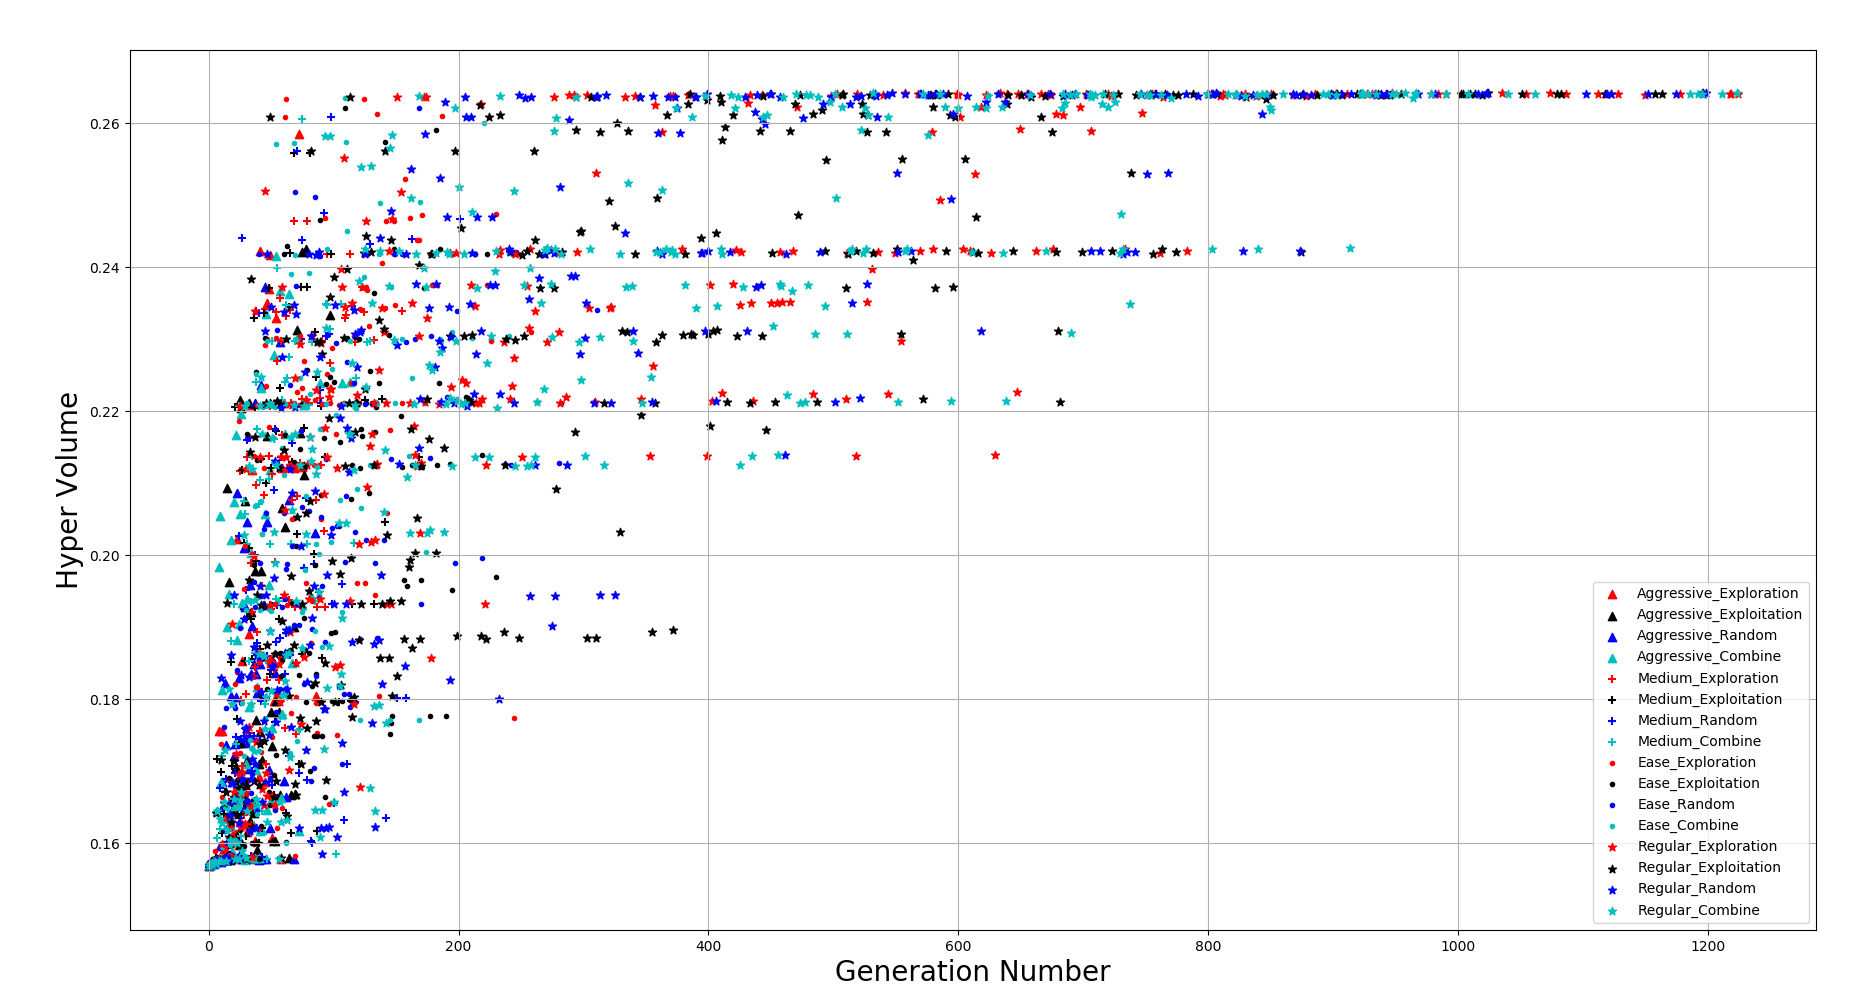 0.26
0.24
0.22
0.20
0.18
0.16
Hyper Volume
0
200
400
600
800
1000
1200
Generation Number
Aggressive_Exploration
Aggressive_Exploitation
Aggressive_Random
Aggressive_Combine
Medium_Exploration
Medium_Exploitation
Medium_Random
Medium_Combine
Ease_Exploration
Ease_Exploitation
Ease_Random
Ease_Combine
Regular_Exploration
Regular_Exploitation
Regular_Random
Regular_Combine